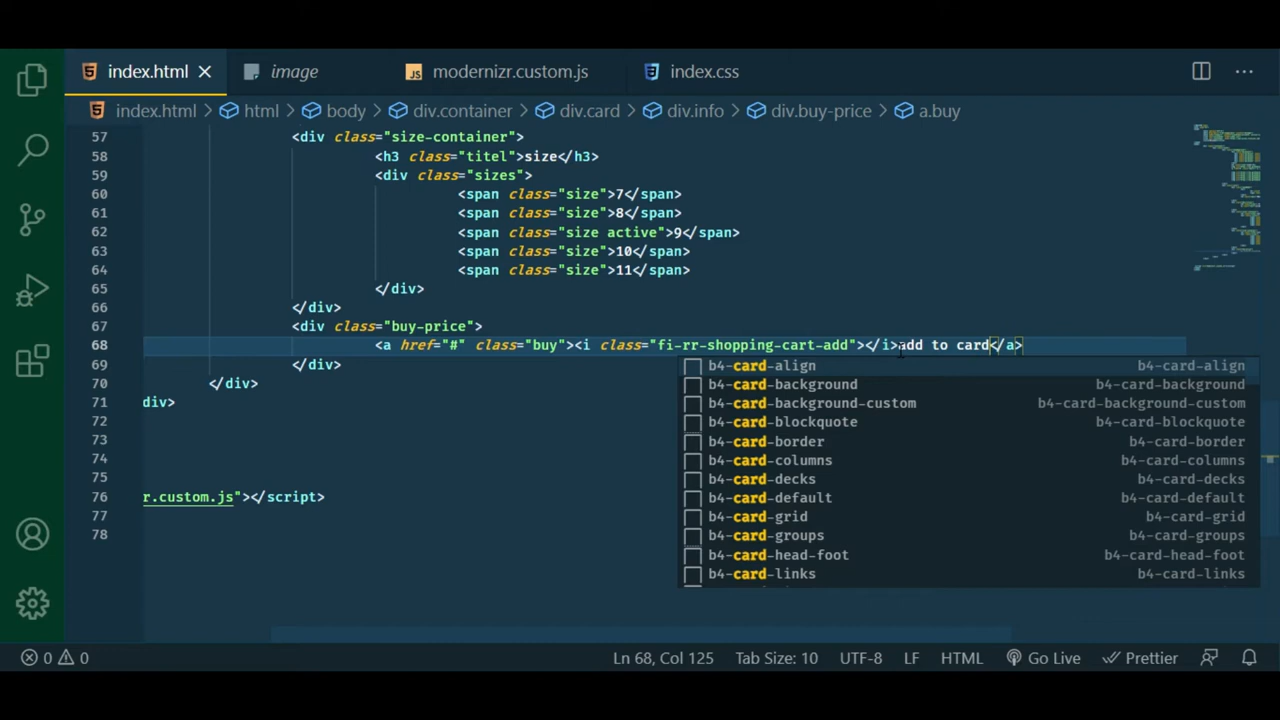 index.html
image
modernizr.custom.js
index.css
index.html > html > body > div.container > div.card > div.info > div.buy-price > a.buy
57 <div class="size-container">
58 <h3 class="titel">size</h3>
59 <div class="sizes">
60 <span class="size">7</span>
61 <span class="size">8</span>
62 <span class="size active">9</span>
63 <span class="size">10</span>
64 <span class="size">11</span>
65 </div>
66 </div>
67 <div class="buy-price">
68 <a href="#" class="buy"><i class="fi-rr-shopping-cart-add"></i>add to card</a>
69 </div>
70 </div>
71 div>
72
73
74
75
76 r.custom.js"></script>
77
78
b4-card-align b4-card-align
b4-card-background b4-card-background
b4-card-background-custom b4-card-background-custom
b4-card-blockquote b4-card-blockquote
b4-card-border b4-card-border
b4-card-columns b4-card-columns
b4-card-decks b4-card-decks
b4-card-default b4-card-default
b4-card-grid b4-card-grid
b4-card-groups b4-card-groups
b4-card-head-foot b4-card-head-foot
b4-card-links b4-card-links
0 0 Ln 68, Col 125 Tab Size: 10 UTF-8 LF HTML Go Live Prettier